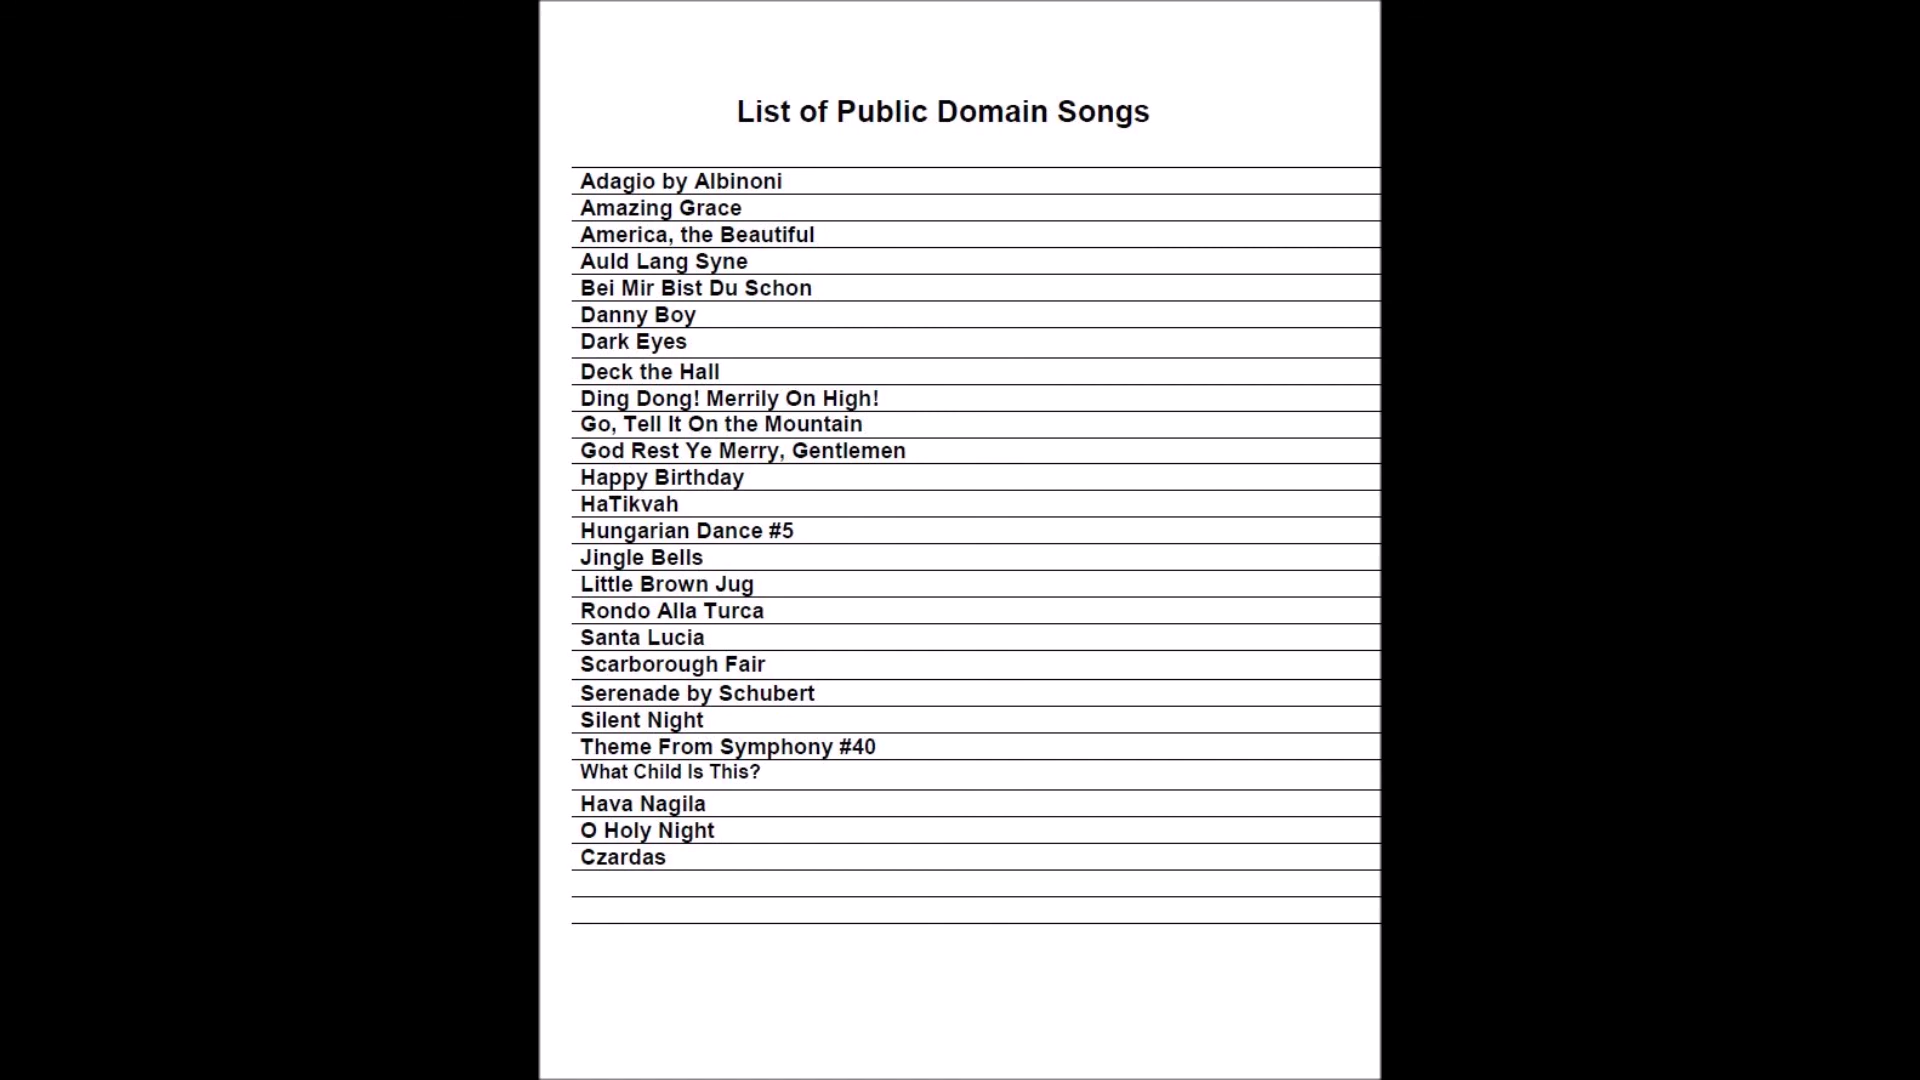 List of Public Domain Songs
Adagio by Albinoni
Amazing Grace
America, the Beautiful
Auld Lang Syne
Bei Mir Bist Du Schon
Danny Boy
Dark Eyes
Deck the Hall
Ding Dong! Merrily On High!
Go, Tell It On the Mountain
God Rest Ye Merry, Gentlemen
Happy Birthday
HaTikvah
Hungarian Dance #5
Jingle Bells
Little Brown Jug
Rondo Alla Turca
Santa Lucia
Scarborough Fair
Serenade by Schubert
Silent Night
Theme From Symphony #40
What Child Is This?
Hava Nagila
O Holy Night
Czardas